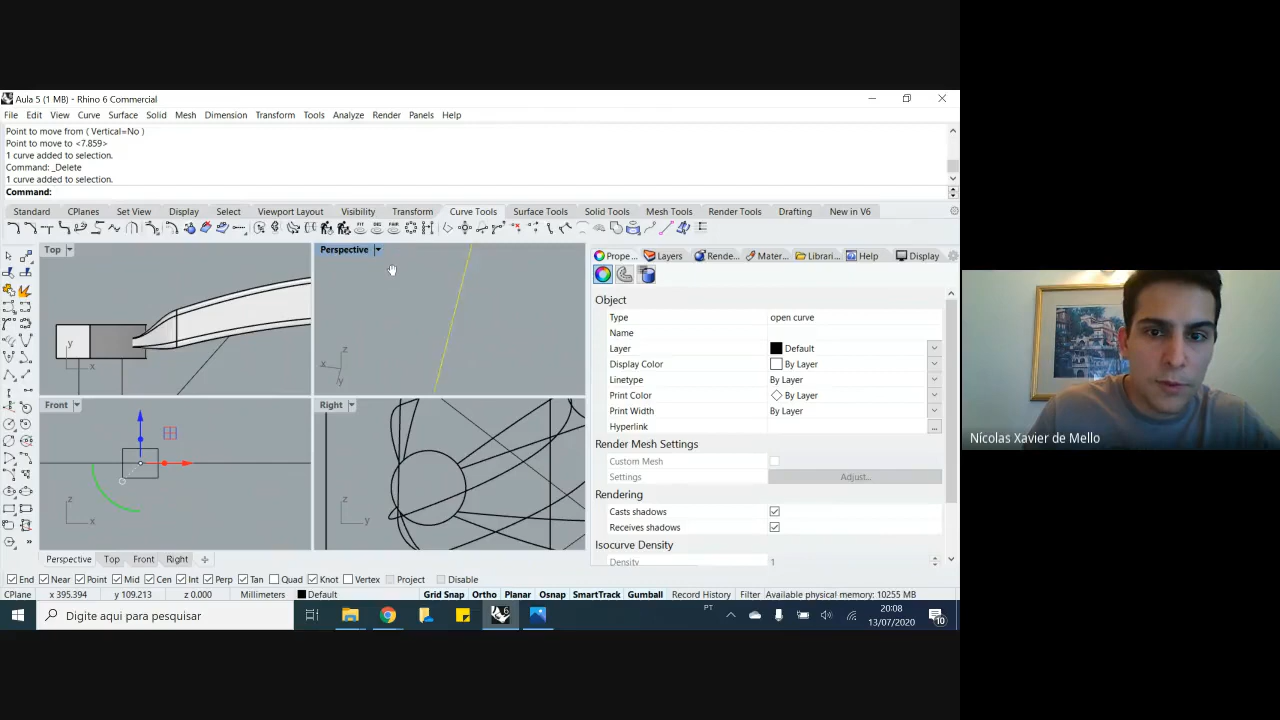 Aula 5 (1 MB) - Rhino 6 Commercial
File Edit View Curve Surface Solid Mesh Dimension Transform Tools Analyze Render Panels Help
Point to move from ( Vertical=No )
Point to move to <7.859>
1 curve added to selection.
Command: _Delete
1 curve added to selection.
Command:
Standard CPlanes Set View Display Select Viewport Layout Visibility Transform Curve Tools Surface Tools Solid Tools Mesh Tools Render Tools Drafting New in V6
Top Perspective
Prope... Layers Rende... Mater... Librari... Help Display
Object
Type open curve
Name
Layer Default
Display Color By Layer
Linetype By Layer
Print Color By Layer
Print Width By Layer
Hyperlink ...
Render Mesh Settings
Custom Mesh
Settings Adjust...
Rendering
Casts shadows
Receives shadows
Isocurve Density
Density 1
y
x
z
x
y
Front Right
z
x
z
y
Perspective Top Front Right
End Near Point Mid Cen Int Perp Tan Quad Knot Vertex Project Disable
CPlane x 395.394 y 109.213 z 0.000 Millimeters Default Grid Snap Ortho Planar Osnap SmartTrack Gumball Record History Filter Available physical memory: 10255 MB
Digite aqui para pesquisar
PT
20:08
13/07/2020
10
Nícolas Xavier de Mello